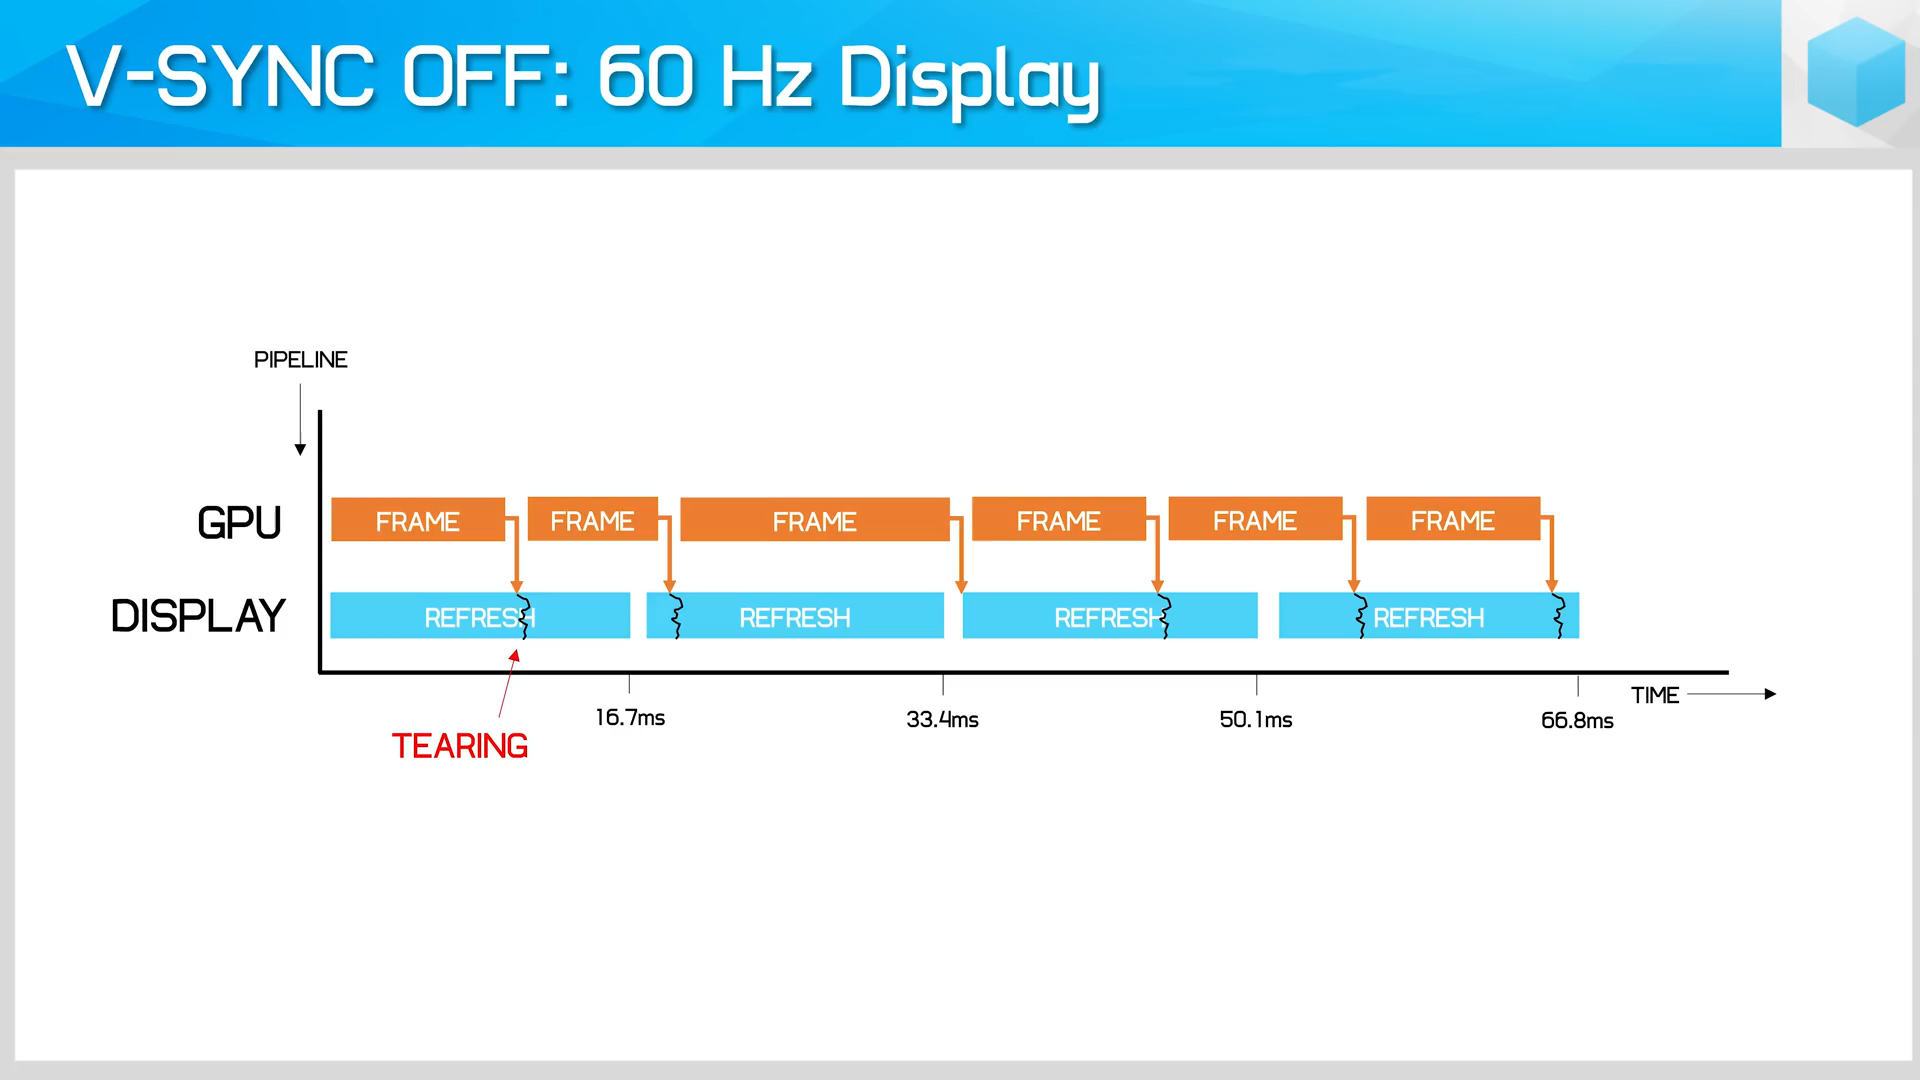 V-SYNC OFF: 60 Hz Display
PIPELINE
GPU
FRAME
FRAME
FRAME
FRAME
FRAME
FRAME
DISPLAY
REFRESH
REFRESH
REFRESH
REFRESH
TIME
16.7ms
33.4ms
50.1ms
66.8ms
TEARING